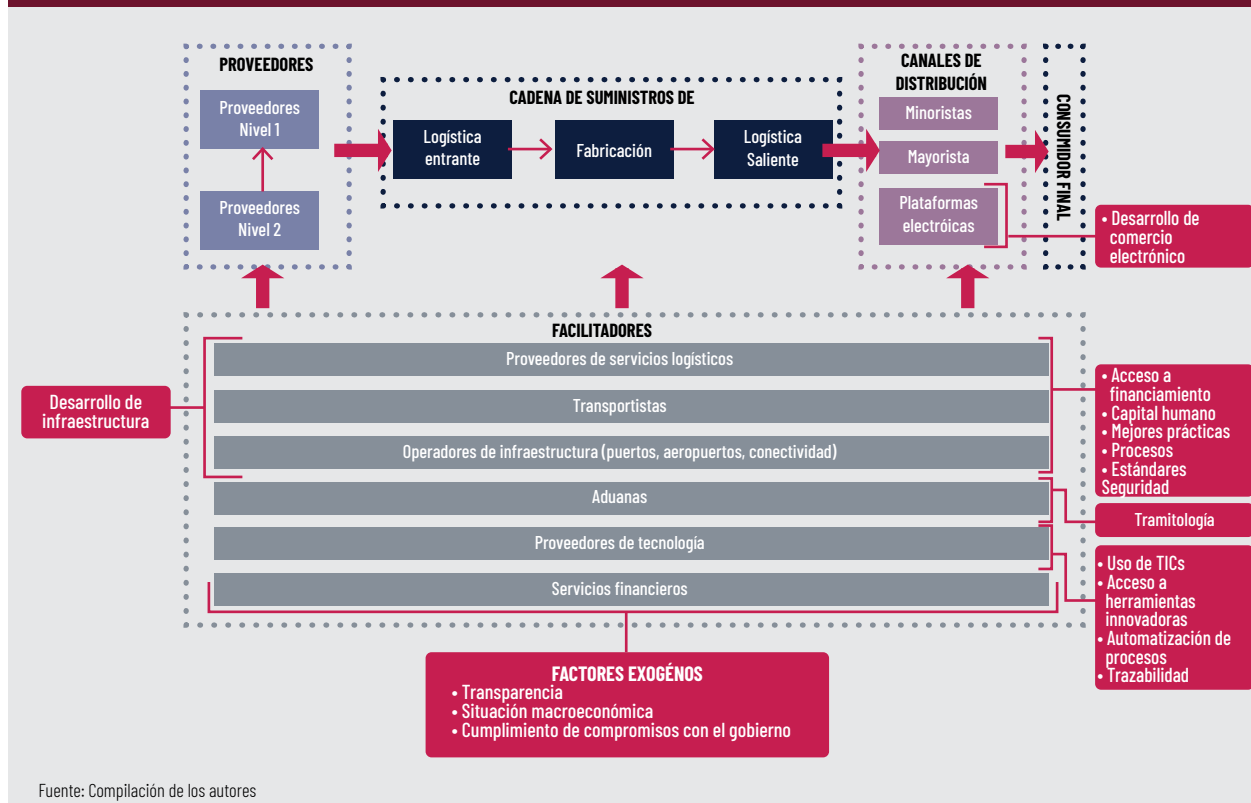 PROVEEDORES
Proveedores
Nivel 1
Proveedores
Nivel 2
CADENA DE SUMINISTROS DE
Logística
entrante
Fabricación
Logística
Saliente
CANALES DE
DISTRIBUCIÓN
Minoristas
Mayorista
Plataformas
electróicas
CONSUMIDOR FINAL
• Desarrollo de
comercio
electrónico
FACILITADORES
Proveedores de servicios logísticos
Transportistas
Operadores de infraestructura (puertos, aeropuertos, conectividad)
Aduanas
Proveedores de tecnología
Servicios financieros
Desarrollo de
infraestructura
• Acceso a
financiamiento
• Capital humano
• Mejores prácticas
• Procesos
• Estándares
Seguridad
Tramitología
• Uso de TICs
• Acceso a
herramientas
innovadoras
• Automatización de
procesos
• Trazabilidad
FACTORES EXOGÉNOS
• Transparencia
• Situación macroeconómica
• Cumplimiento de compromisos con el gobierno
Fuente: Compilación de los autores